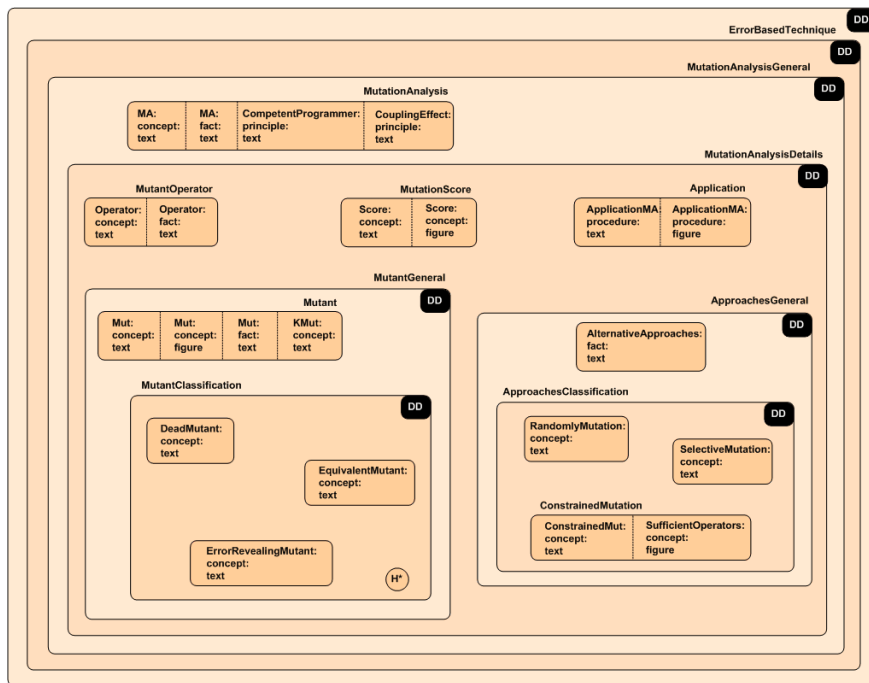 DD
ErrorBasedTechnique
DD
MutationAnalysisGeneral
DD
MutationAnalysis
MA:
concept:
text
MA:
fact:
text
CompetentProgrammer:
principle:
text
CouplingEffect:
principle:
text
MutationAnalysisDetails
DD
MutantOperator
Operator:
concept:
text
Operator:
fact:
text
MutationScore
Score:
concept:
text
Score:
concept:
figure
Application
ApplicationMA:
procedure:
text
ApplicationMA:
procedure:
figure
MutantGeneral
DD
Mutant
Mut:
concept:
text
Mut:
concept:
figure
Mut:
fact:
text
KMut:
concept:
text
MutantClassification
DD
DeadMutant:
concept:
text
EquivalentMutant:
concept:
text
ErrorRevealingMutant:
concept:
text
H*
ApproachesGeneral
DD
AlternativeApproaches:
fact:
text
ApproachesClassification
DD
RandomlyMutation:
concept:
text
SelectiveMutation:
concept:
text
ConstrainedMutation
ConstrainedMut:
concept:
text
SufficientOperators:
concept:
figure